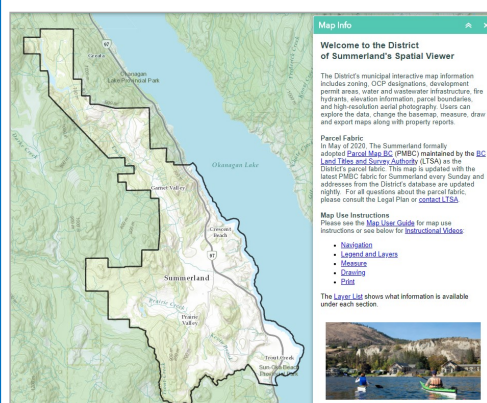 Map Info
Welcome to the District
of Summerland's Spatial Viewer
The District's municipal interactive map information
includes zoning, OCP designations, development
permit areas, water and wastewater infrastructure, fire
hydrants, elevation information, parcel boundaries,
and high-resolution aerial photography. Users can
explore the data, change the basemap, measure, draw
and export maps along with property reports.
Parcel Fabric
In May of 2020, The Summerland formally
adopted Parcel Map BC (PMBC) maintained by the BC
Land Titles and Survey Authority (LTSA) as the
District's parcel fabric. This map is updated with the
latest PMBC fabric for Summerland every Sunday and
addresses from the District's database are updated
nightly. For all questions about the parcel fabric,
please consult the Legal Plan or contact LTSA.
Map Use Instructions
Please see the Map User Guide for map use
instructions or see below for Instructional Videos:
Navigation
Legend and Layers
Measure
Drawing
Print
The Layer List shows what information is available
under each section.
97
Greata
Okanagan
Lake Provincial Park
Okanagan Lake
Garnet Valley
Crescent
Beach
97
Summerland
Prairie Creek
Prairie
Valley
Trout Creek
Sun-Oka Beach